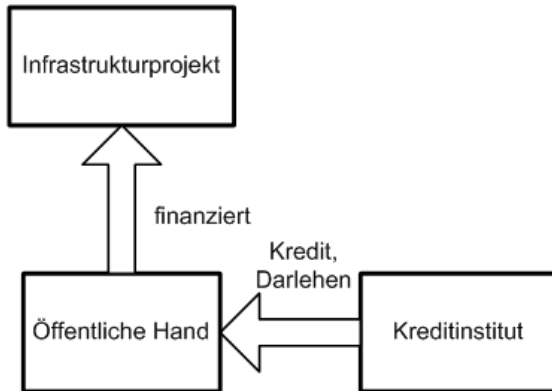 Infrastrukturprojekt
finanziert
Kredit,
Darlehen
Öffentliche Hand
Kreditinstitut